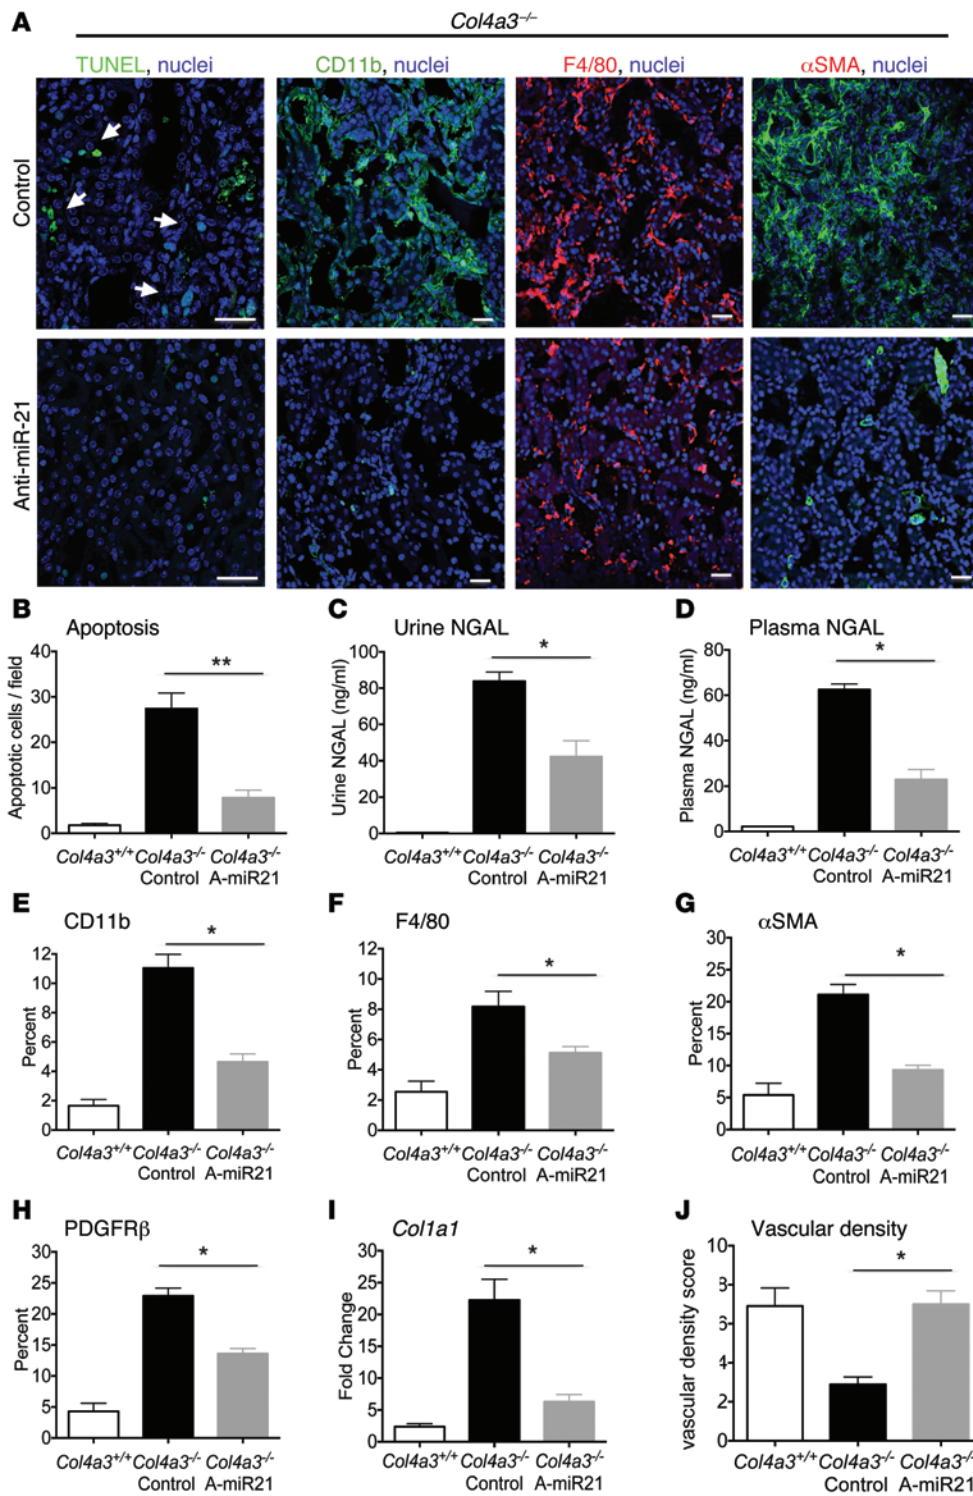 A
Col4a3–/–
TUNEL, nuclei
CD11b, nuclei
F4/80, nuclei
αSMA, nuclei
Control
Anti-miR-21
B
Apoptosis
Apoptotic cells / field
40
30
20
10
0
**
Col4a3+/+ Col4a3-/- Col4a3-/-
Control A-miR21
C
Urine NGAL
Urine NGAL (ng/ml)
100
80
60
40
20
0
*
Col4a3+/+ Col4a3-/- Col4a3-/-
Control A-miR21
D
Plasma NGAL
Plasma NGAL (ng/ml)
80
60
40
20
0
*
Col4a3+/+ Col4a3-/- Col4a3-/-
Control A-miR21
E
CD11b
Percent
12
10
8
6
4
2
0
*
Col4a3+/+ Col4a3-/- Col4a3-/-
Control A-miR21
F
F4/80
Percent
12
10
8
6
4
2
0
*
Col4a3+/+ Col4a3-/- Col4a3-/-
Control A-miR21
G
αSMA
Percent
30
25
20
15
10
5
0
*
Col4a3+/+ Col4a3-/- Col4a3-/-
Control A-miR21
H
PDGFRβ
Percent
30
25
20
15
10
5
0
*
Col4a3+/+ Col4a3-/- Col4a3-/-
Control A-miR21
I
Col1a1
Fold Change
30
25
20
15
10
5
0
*
Col4a3+/+ Col4a3-/- Col4a3-/-
Control A-miR21
J
Vascular density
vascular density score
10
8
6
4
2
0
*
Col4a3+/+ Col4a3-/- Col4a3-/-
Control A-miR21